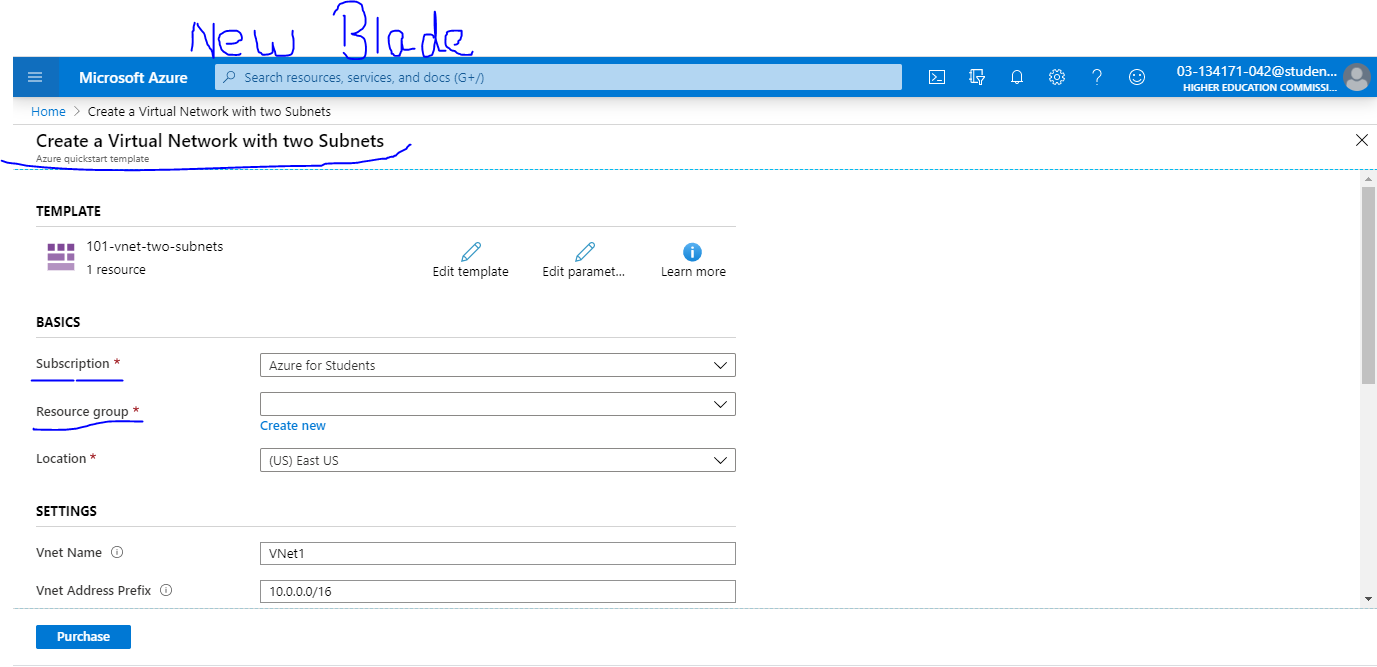 New Blade
Microsoft Azure Search resources, services, and docs (G+/) 03-134171-042@studen...
HIGHER EDUCATION COMMISSI...
Home > Create a Virtual Network with two Subnets
Create a Virtual Network with two Subnets
Azure quickstart template
TEMPLATE
101-vnet-two-subnets
1 resource
Edit template Edit paramet... Learn more
BASICS
Subscription * Azure for Students
Resource group *
Create new
Location * (US) East US
SETTINGS
Vnet Name VNet1
Vnet Address Prefix 10.0.0.0/16
Purchase